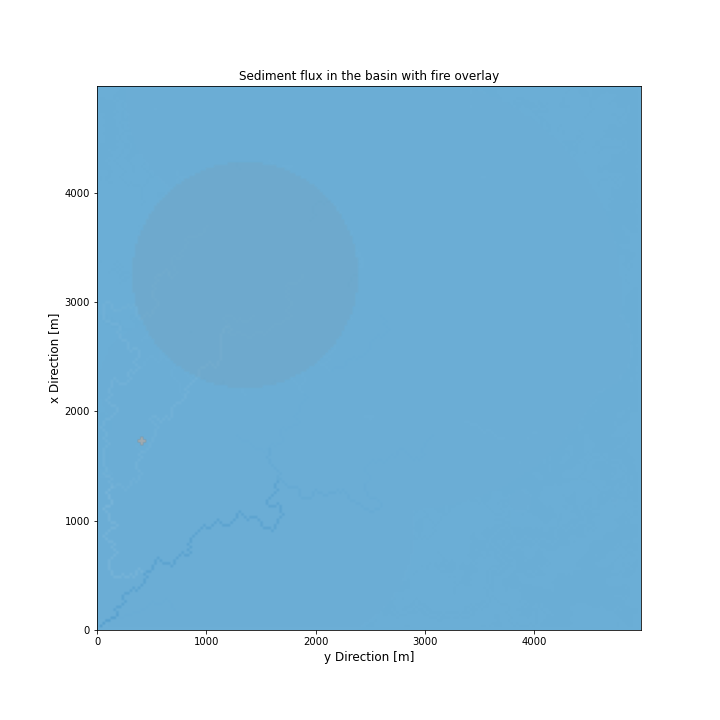 Sediment flux in the basin with fire overlay
4000
3000
2000
1000
0
x Direction [m]
0 1000 2000 3000 4000
y Direction [m]